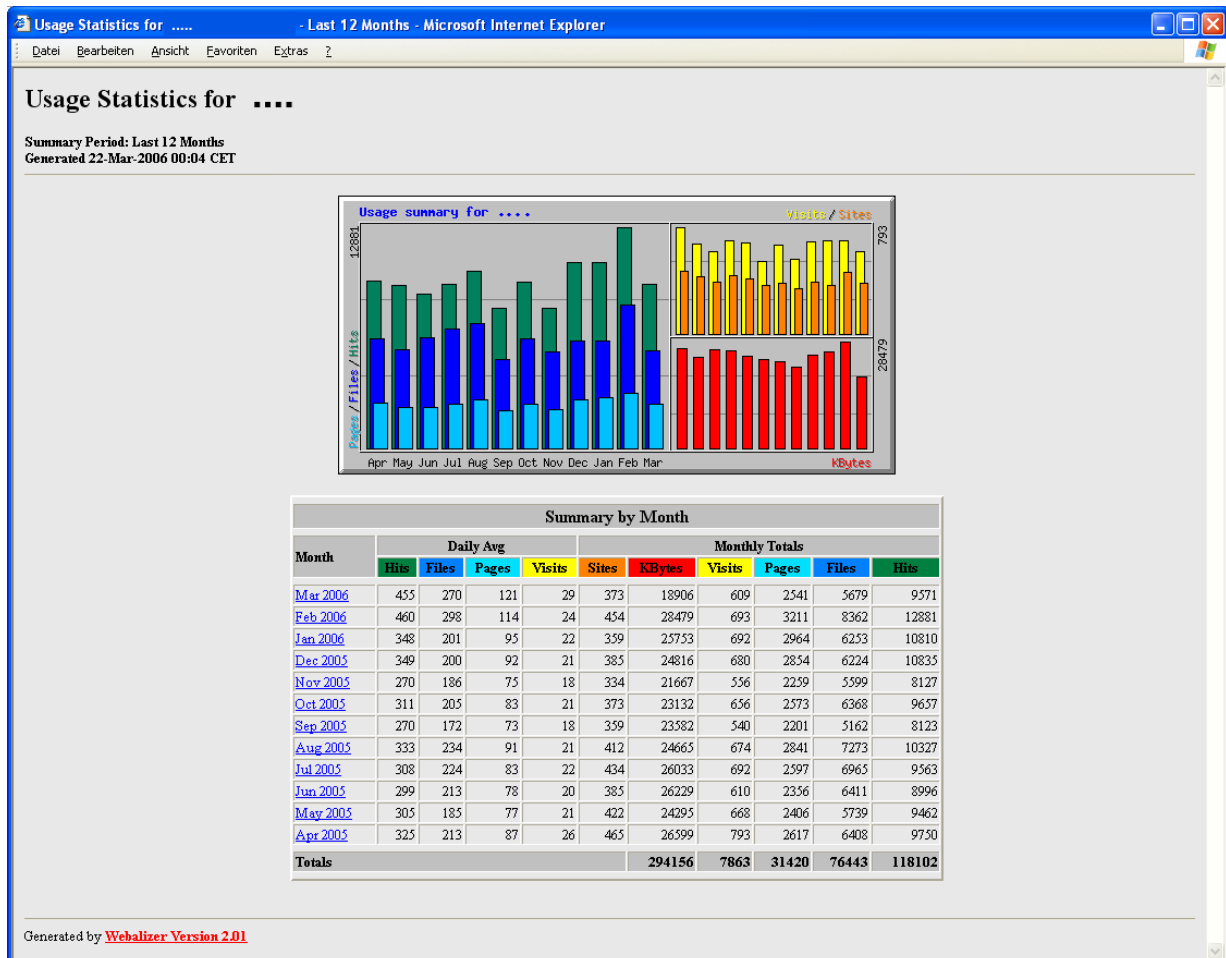 Usage Statistics for ..... - Last 12 Months - Microsoft Internet Explorer
Datei Bearbeiten Ansicht Favoriten Extras ?
Usage Statistics for ....
Summary Period: Last 12 Months
Generated 22-Mar-2006 00:04 CET
Usage summary for ....
Visits/Sites
12881
793
Pages/Files/Hits
28479
Apr May Jun Jul Aug Sep Oct Nov Dec Jan Feb Mar
KBytes
Summary by Month
Month Daily Avg Monthly Totals
Hits Files Pages Visits Sites KBytes Visits Pages Files Hits
Mar 2006 455 270 121 29 373 18906 609 2541 5679 9571
Feb 2006 460 298 114 24 454 28479 693 3211 8362 12881
Jan 2006 348 201 95 22 359 25753 692 2964 6253 10810
Dec 2005 349 200 92 21 385 24816 680 2854 6224 10835
Nov 2005 270 186 75 18 334 21667 556 2259 5599 8127
Oct 2005 311 205 83 21 373 23132 656 2573 6368 9657
Sep 2005 270 172 73 18 359 23582 540 2201 5162 8123
Aug 2005 333 234 91 21 412 24665 674 2841 7273 10327
Jul 2005 308 224 83 22 434 26033 692 2597 6965 9563
Jun 2005 299 213 78 20 385 26229 610 2356 6411 8996
May 2005 305 185 77 21 422 24295 668 2406 5739 9462
Apr 2005 325 213 87 26 465 26599 793 2617 6408 9750
Totals 294156 7863 31420 76443 118102
Generated by Webalizer Version 2.01